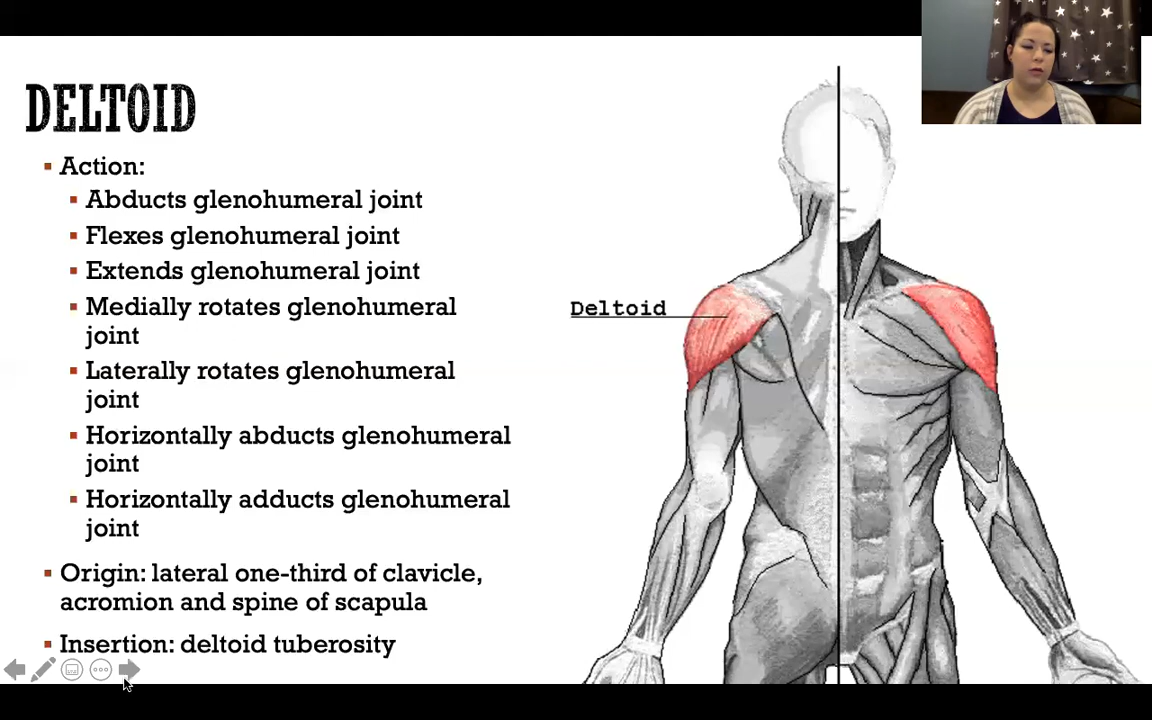 DELTOID
Action:
Abducts glenohumeral joint
Flexes glenohumeral joint
Extends glenohumeral joint
Medially rotates glenohumeral
joint
Laterally rotates glenohumeral
joint
Horizontally abducts glenohumeral
joint
Horizontally adducts glenohumeral
joint
Origin: lateral one-third of clavicle,
acromion and spine of scapula
Insertion: deltoid tuberosity
Deltoid